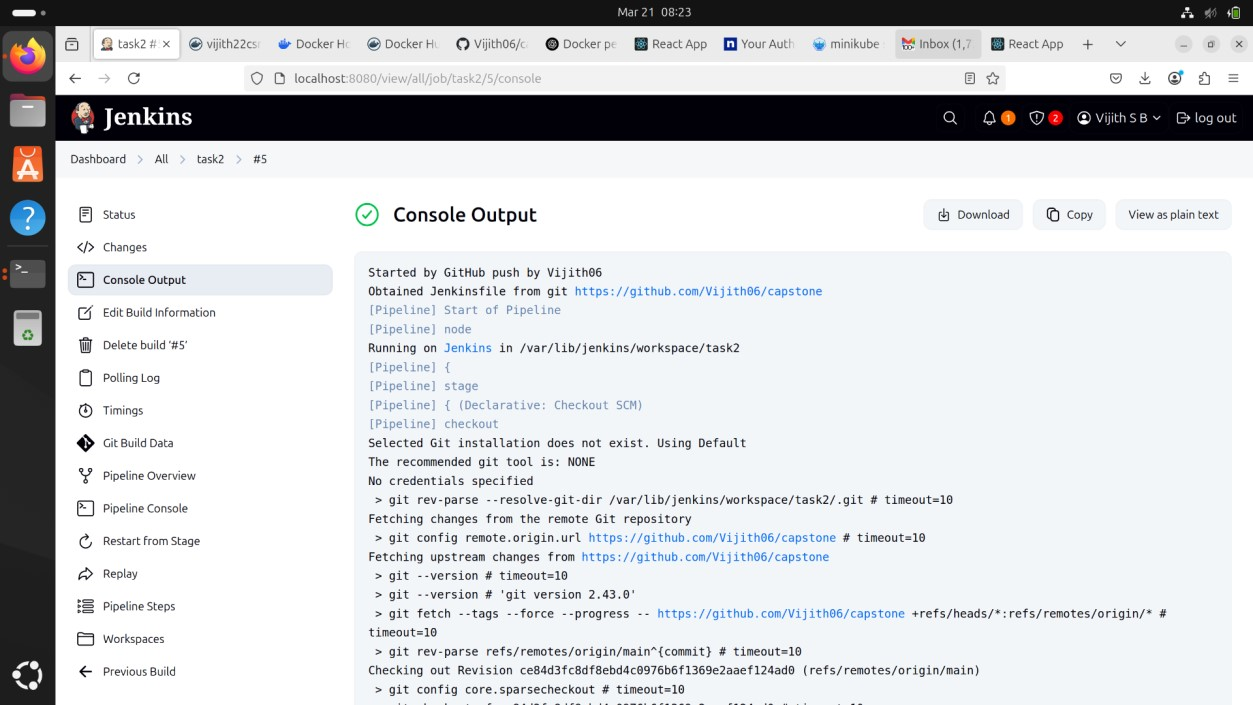 Mar 21 08:23
task2 #
vijith22csr
Docker Hu
Docker Hu
Vijith06/c
Docker pe
React App
Your Auth
minikube
Inbox (1,7
React App
localhost:8080/view/all/job/task2/5/console
Jenkins
1
2
Vijith S B
log out
Dashboard > All > task2 > #5
Status
Changes
Console Output
Edit Build Information
Delete build ‘#5’
Polling Log
Timings
Git Build Data
Pipeline Overview
Pipeline Console
Restart from Stage
Replay
Pipeline Steps
Workspaces
Previous Build
Console Output
Download
Copy
View as plain text
Started by GitHub push by Vijith06
Obtained Jenkinsfile from git https://github.com/Vijith06/capstone
[Pipeline] Start of Pipeline
[Pipeline] node
Running on Jenkins in /var/lib/jenkins/workspace/task2
[Pipeline] {
[Pipeline] stage
[Pipeline] { (Declarative: Checkout SCM)
[Pipeline] checkout
Selected Git installation does not exist. Using Default
The recommended git tool is: NONE
No credentials specified
> git rev-parse --resolve-git-dir /var/lib/jenkins/workspace/task2/.git # timeout=10
Fetching changes from the remote Git repository
> git config remote.origin.url https://github.com/Vijith06/capstone # timeout=10
Fetching upstream changes from https://github.com/Vijith06/capstone
> git --version # timeout=10
> git --version # 'git version 2.43.0'
> git fetch --tags --force --progress -- https://github.com/Vijith06/capstone +refs/heads/*:refs/remotes/origin/* #
timeout=10
> git rev-parse refs/remotes/origin/main^{commit} # timeout=10
Checking out Revision ce84d3fc8df8ebd4c0976b6f1369e2aaef124ad0 (refs/remotes/origin/main)
> git config core.sparsecheckout # timeout=10